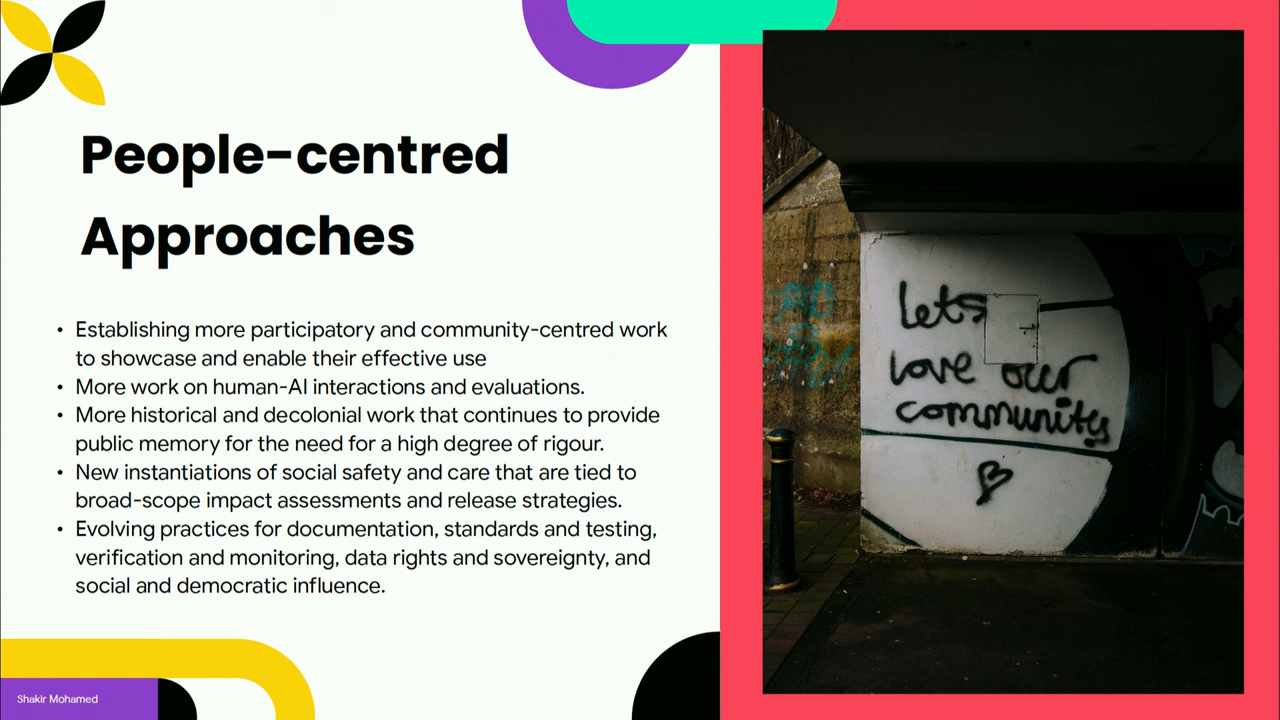 People-centred
Approaches
• Establishing more participatory and community-centred work
to showcase and enable their effective use
• More work on human-AI interactions and evaluations.
• More historical and decolonial work that continues to provide
public memory for the need for a high degree of rigour.
• New instantiations of social safety and care that are tied to
broad-scope impact assessments and release strategies.
• Evolving practices for documentation, standards and testing,
verification and monitoring, data rights and sovereignty, and
social and democratic influence.
Shakir Mohamed
lets
love our
community